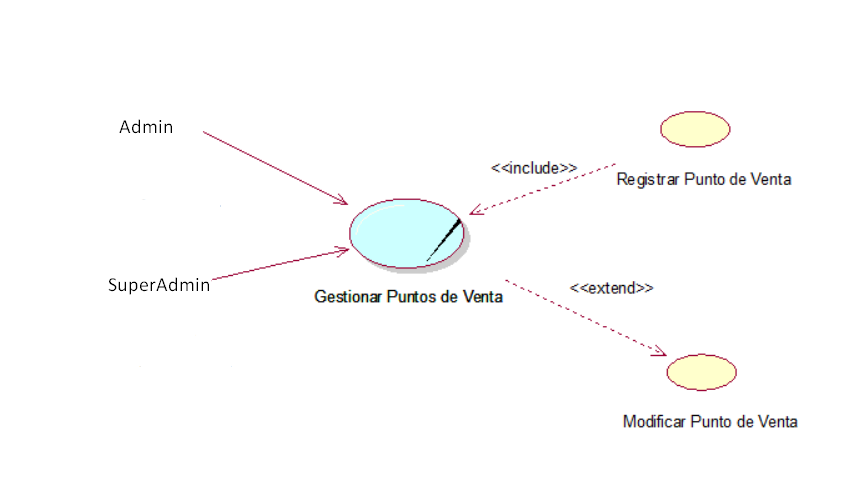 Admin
<<include>>
Registrar Punto de Venta
SuperAdmin
Gestionar Puntos de Venta
<<extend>>
Modificar Punto de Venta